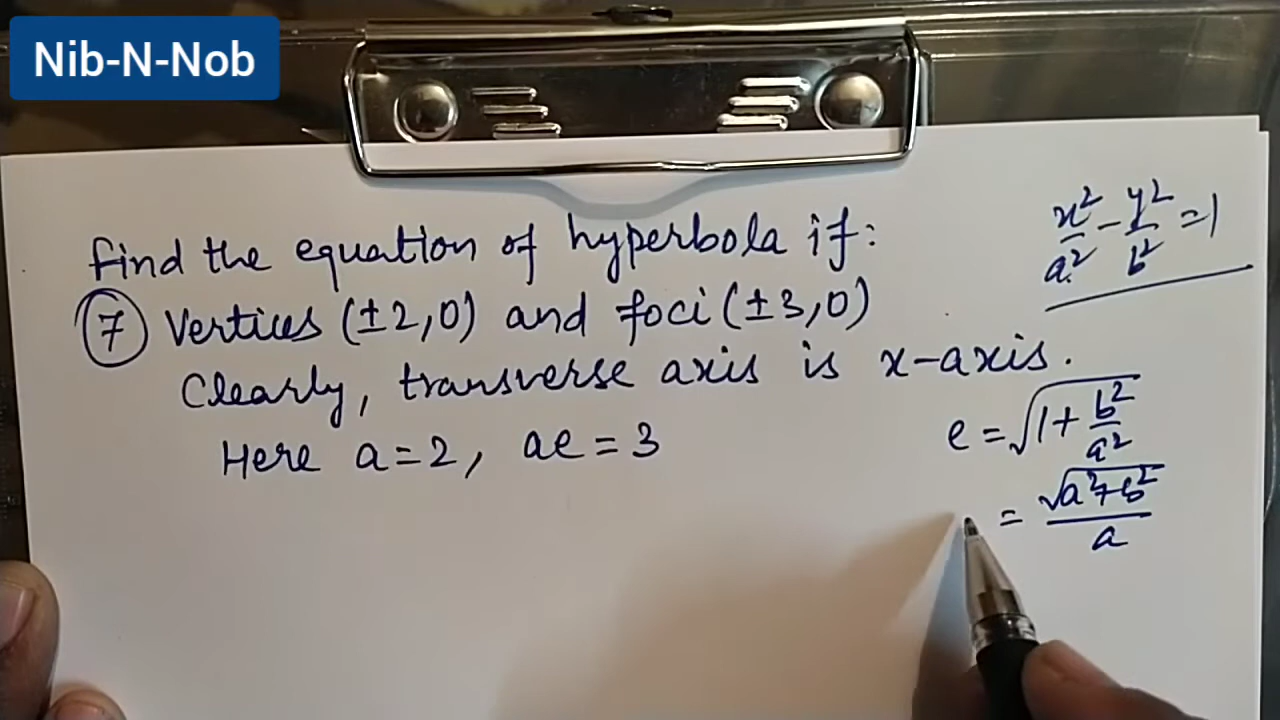 Nib-N-Nob
find the equation of hyperbola if:
x²/a² - y²/b² = 1
⑦ Vertices (±2,0) and foci (±3,0)
Clearly, transverse axis is x-axis.
Here a=2, ae=3
e = √(1 + b²/a²)
= √(a²+b²)/a